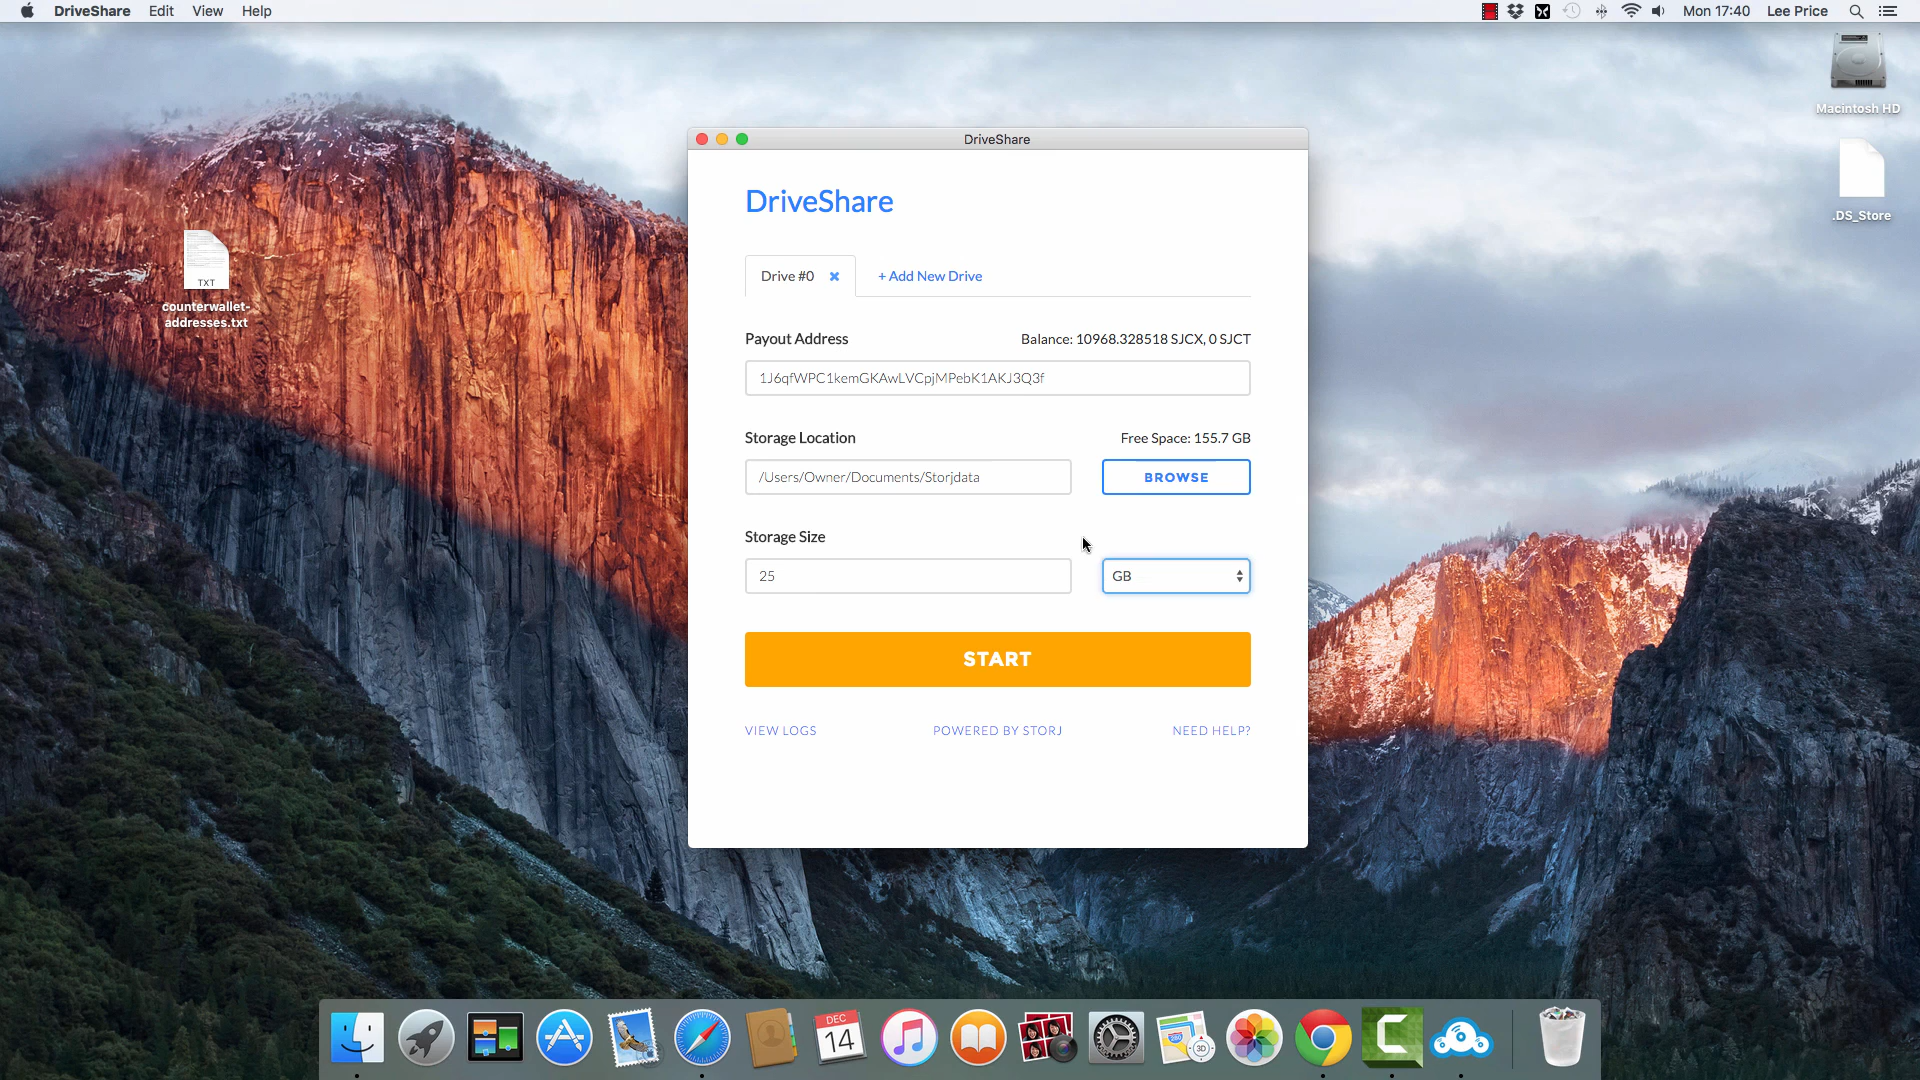 DriveShare Edit View Help
Mon 17:40 Lee Price
Macintosh HD
.DS_Store
TXT
counterwallet-
addresses.txt
DriveShare
DriveShare
Drive #0 + Add New Drive
Payout Address Balance: 10968.328518 SJCX, 0 SJCT
1J6qfWPC1kemGKAwLVCpjMPebK1AKJ3Q3f
Storage Location Free Space: 155.7 GB
/Users/Owner/Documents/Storjdata BROWSE
Storage Size
25 GB
START
VIEW LOGS POWERED BY STORJ NEED HELP?
DEC
14
280
3D